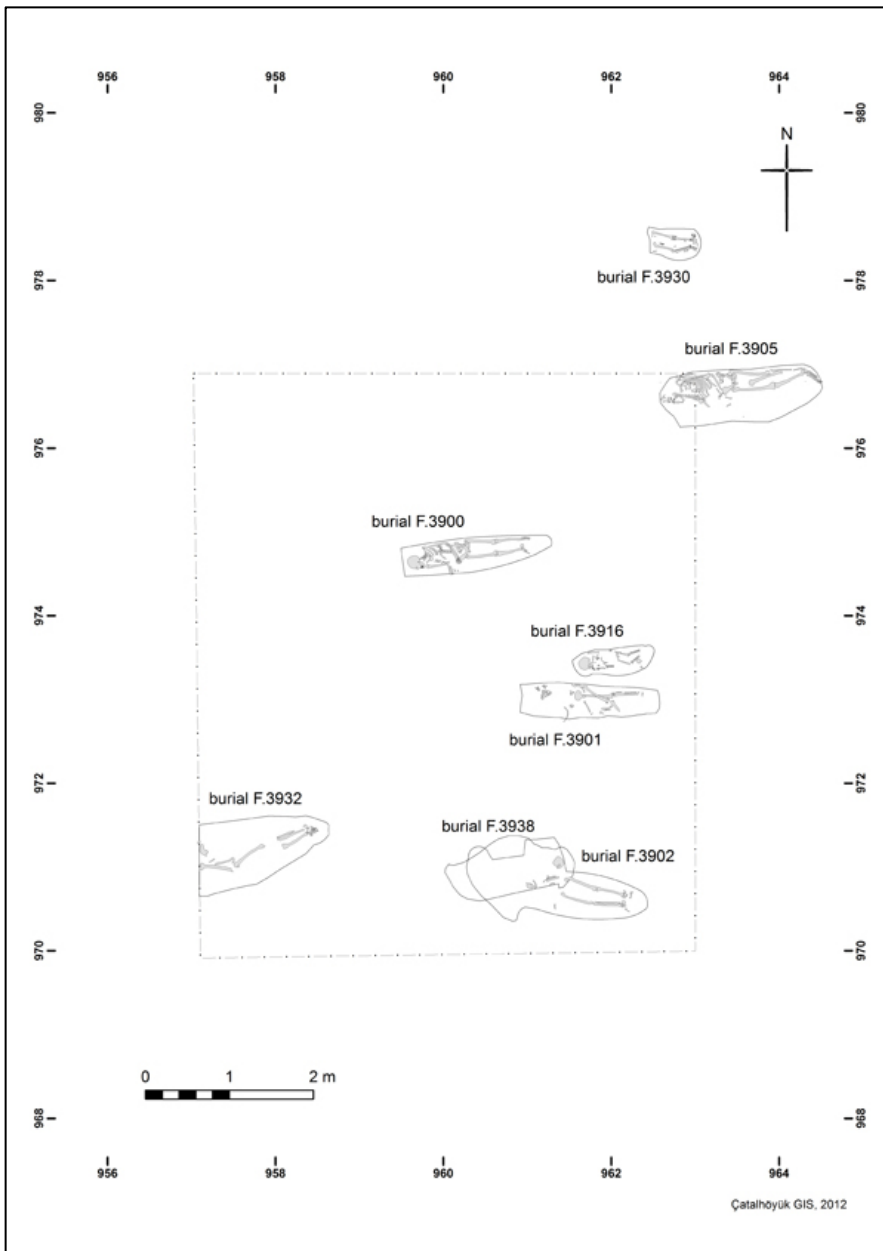 956 958 960 962 964
980 980
N
978 978
burial F.3930
burial F.3905
976 976
burial F.3900
974 974
burial F.3916
burial F.3901
972 972
burial F.3932
burial F.3938
burial F.3902
970 970
0 1 2 m
968 968
956 958 960 962 964
Çatalhöyük GIS, 2012